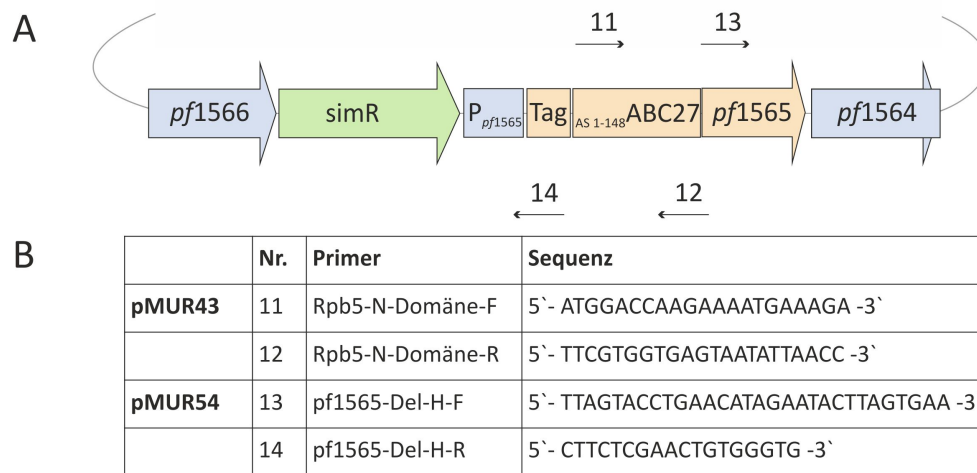 A
11 13
pf1566 simR Ppf1565 Tag AS 1-148ABC27 pf1565 pf1564
14 12
B
Nr. Primer Sequenz
pMUR43 11 Rpb5-N-Domäne-F 5`- ATGGACCAAGAAAATGAAAGA -3`
12 Rpb5-N-Domäne-R 5`- TTCGTGGTGAGTAATATTAACC -3`
pMUR54 13 pf1565-Del-H-F 5`- TTAGTACCTGAACATAGAATACTTAGTGAA -3
14 pf1565-Del-H-R 5`- CTTCTCGAACTGTGGGTG -3`